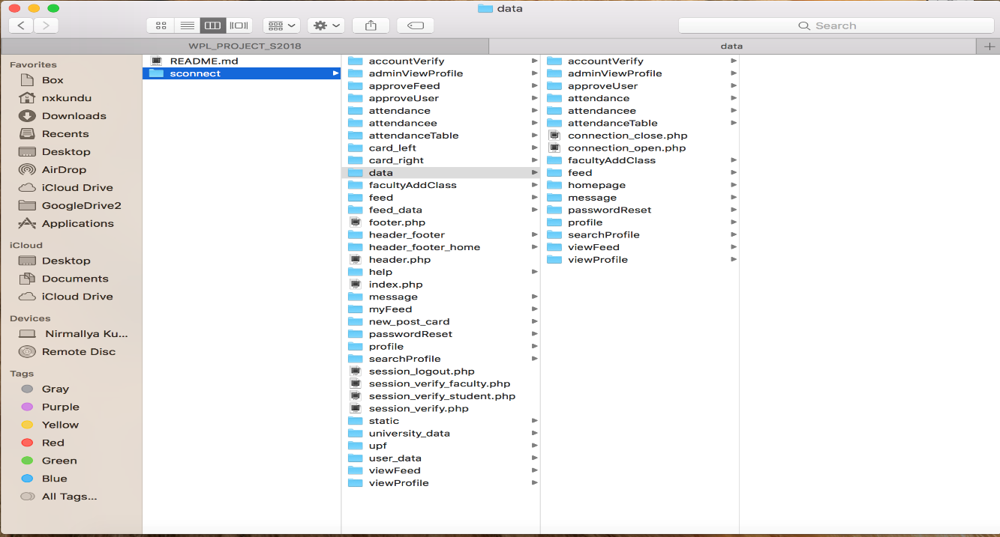 data
Search
WPL_PROJECT_S2018
data
Favorites
Box
nxkundu
Downloads
Recents
Desktop
AirDrop
iCloud Drive
GoogleDrive2
Applications
iCloud
Desktop
Documents
iCloud Drive
Devices
Nirmallya Ku...
Remote Disc
Tags
Gray
Purple
Yellow
Red
Green
Blue
All Tags...
README.md
sconnect
accountVerify
adminViewProfile
approveFeed
approveUser
attendance
attendancee
attendanceTable
card_left
card_right
data
facultyAddClass
feed
feed_data
footer.php
header_footer
header_footer_home
header.php
help
index.php
message
myFeed
new_post_card
passwordReset
profile
searchProfile
session_logout.php
session_verify_faculty.php
session_verify_student.php
session_verify.php
static
university_data
upf
user_data
viewFeed
viewProfile
accountVerify
adminViewProfile
approveUser
attendance
attendancee
attendanceTable
connection_close.php
connection_open.php
facultyAddClass
feed
homepage
message
passwordReset
profile
searchProfile
viewFeed
viewProfile